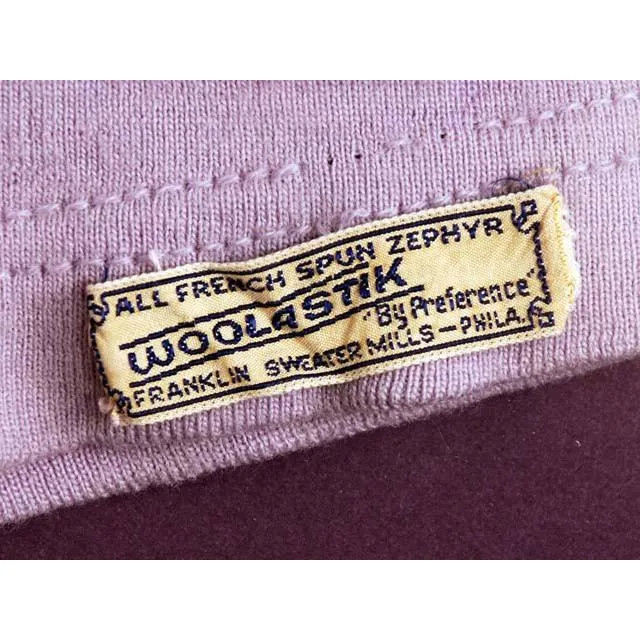 ALL FRENCH SPUN ZEPHYR
WOOLASTIK
"By Preference"
FRANKLIN SWEATER MILLS - PHILA.